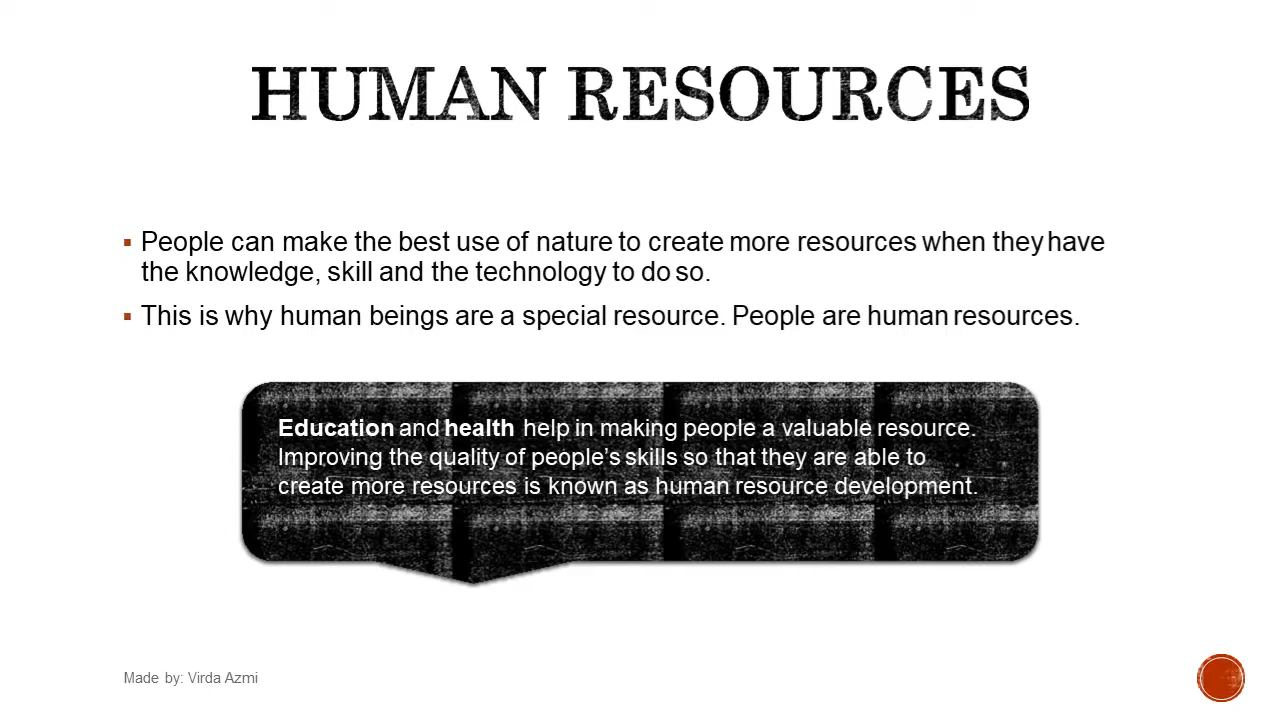 HUMAN RESOURCES
▪ People can make the best use of nature to create more resources when they have
the knowledge, skill and the technology to do so.
▪ This is why human beings are a special resource. People are human resources.
Education and health help in making people a valuable resource.
Improving the quality of people’s skills so that they are able to
create more resources is known as human resource development.
Made by: Virda Azmi